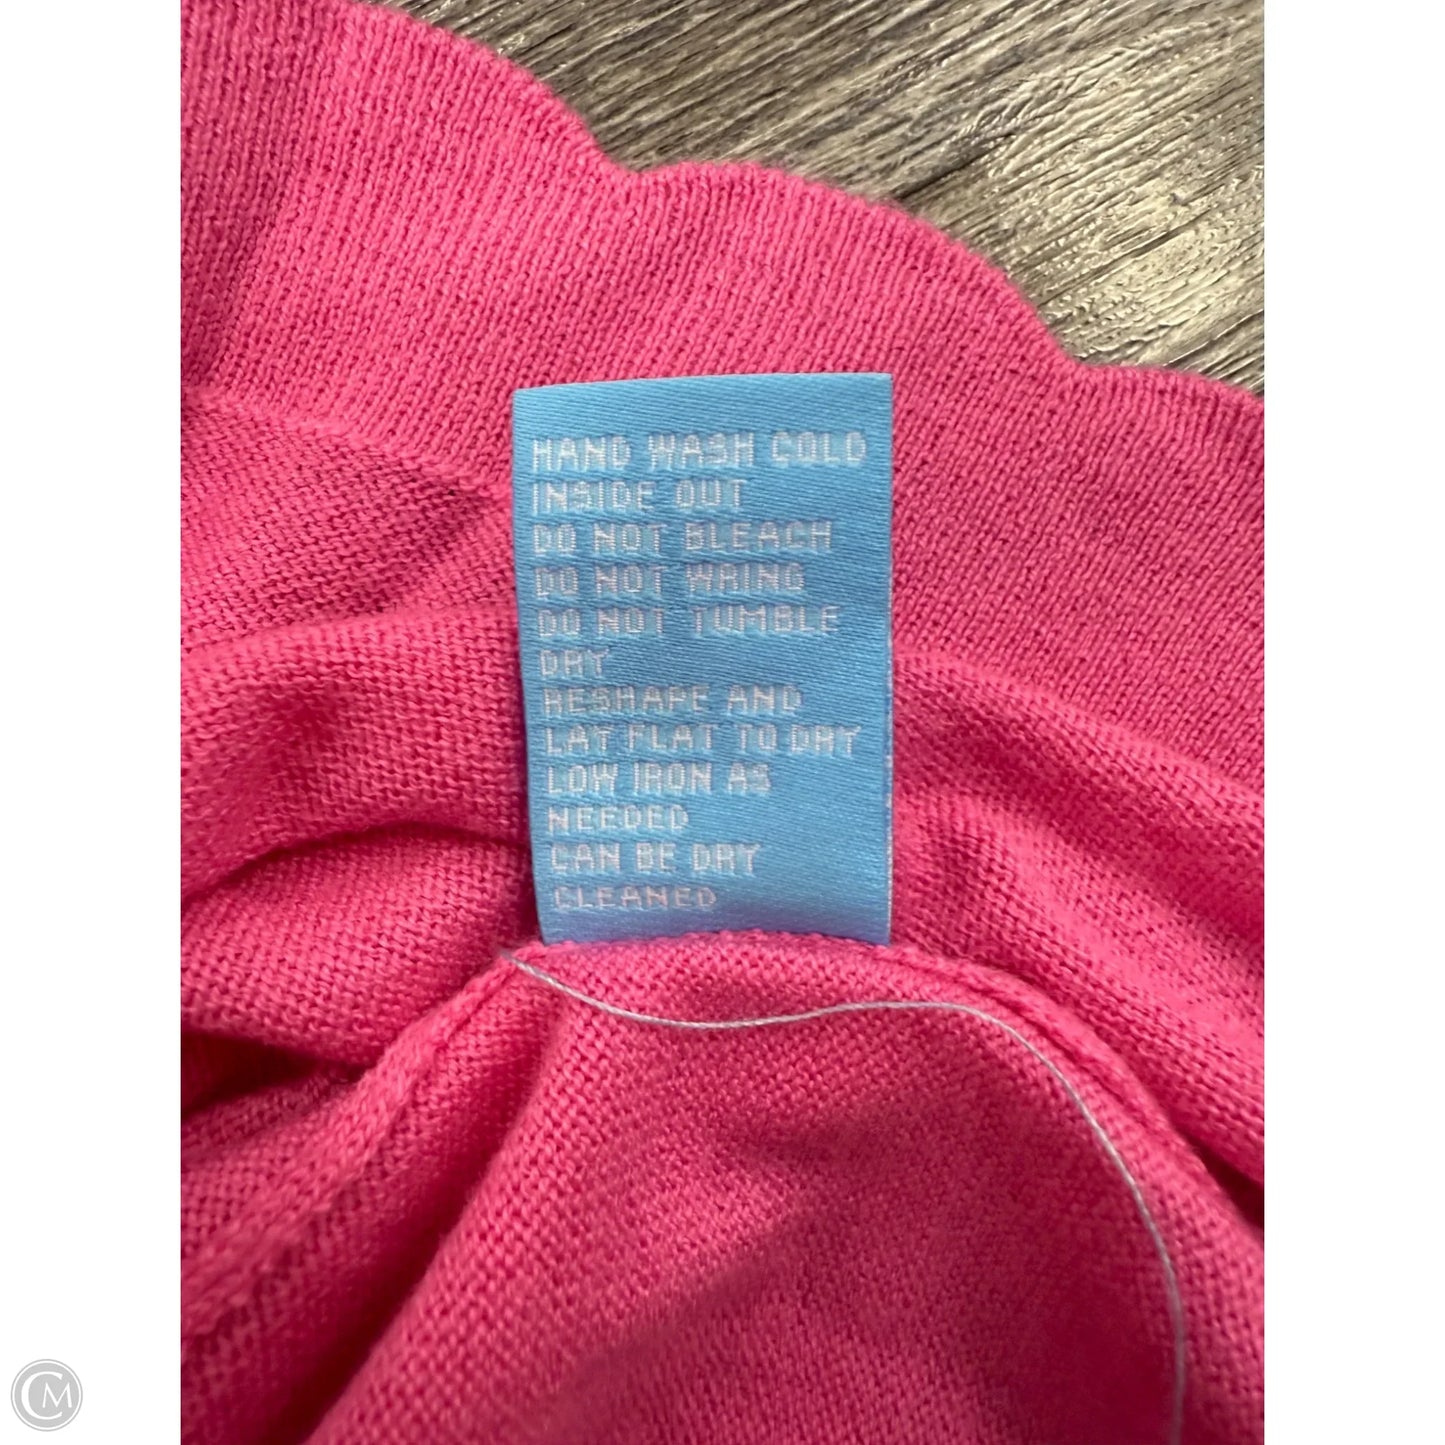 HAND WASH COLD
INSIDE OUT
DO NOT BLEACH
DO NOT WRING
DO NOT TUMBLE
DRY
RESHAPE AND
LAY FLAT TO DRY
LOW IRON AS
NEEDED
CAN BE DRY
CLEANED
CM